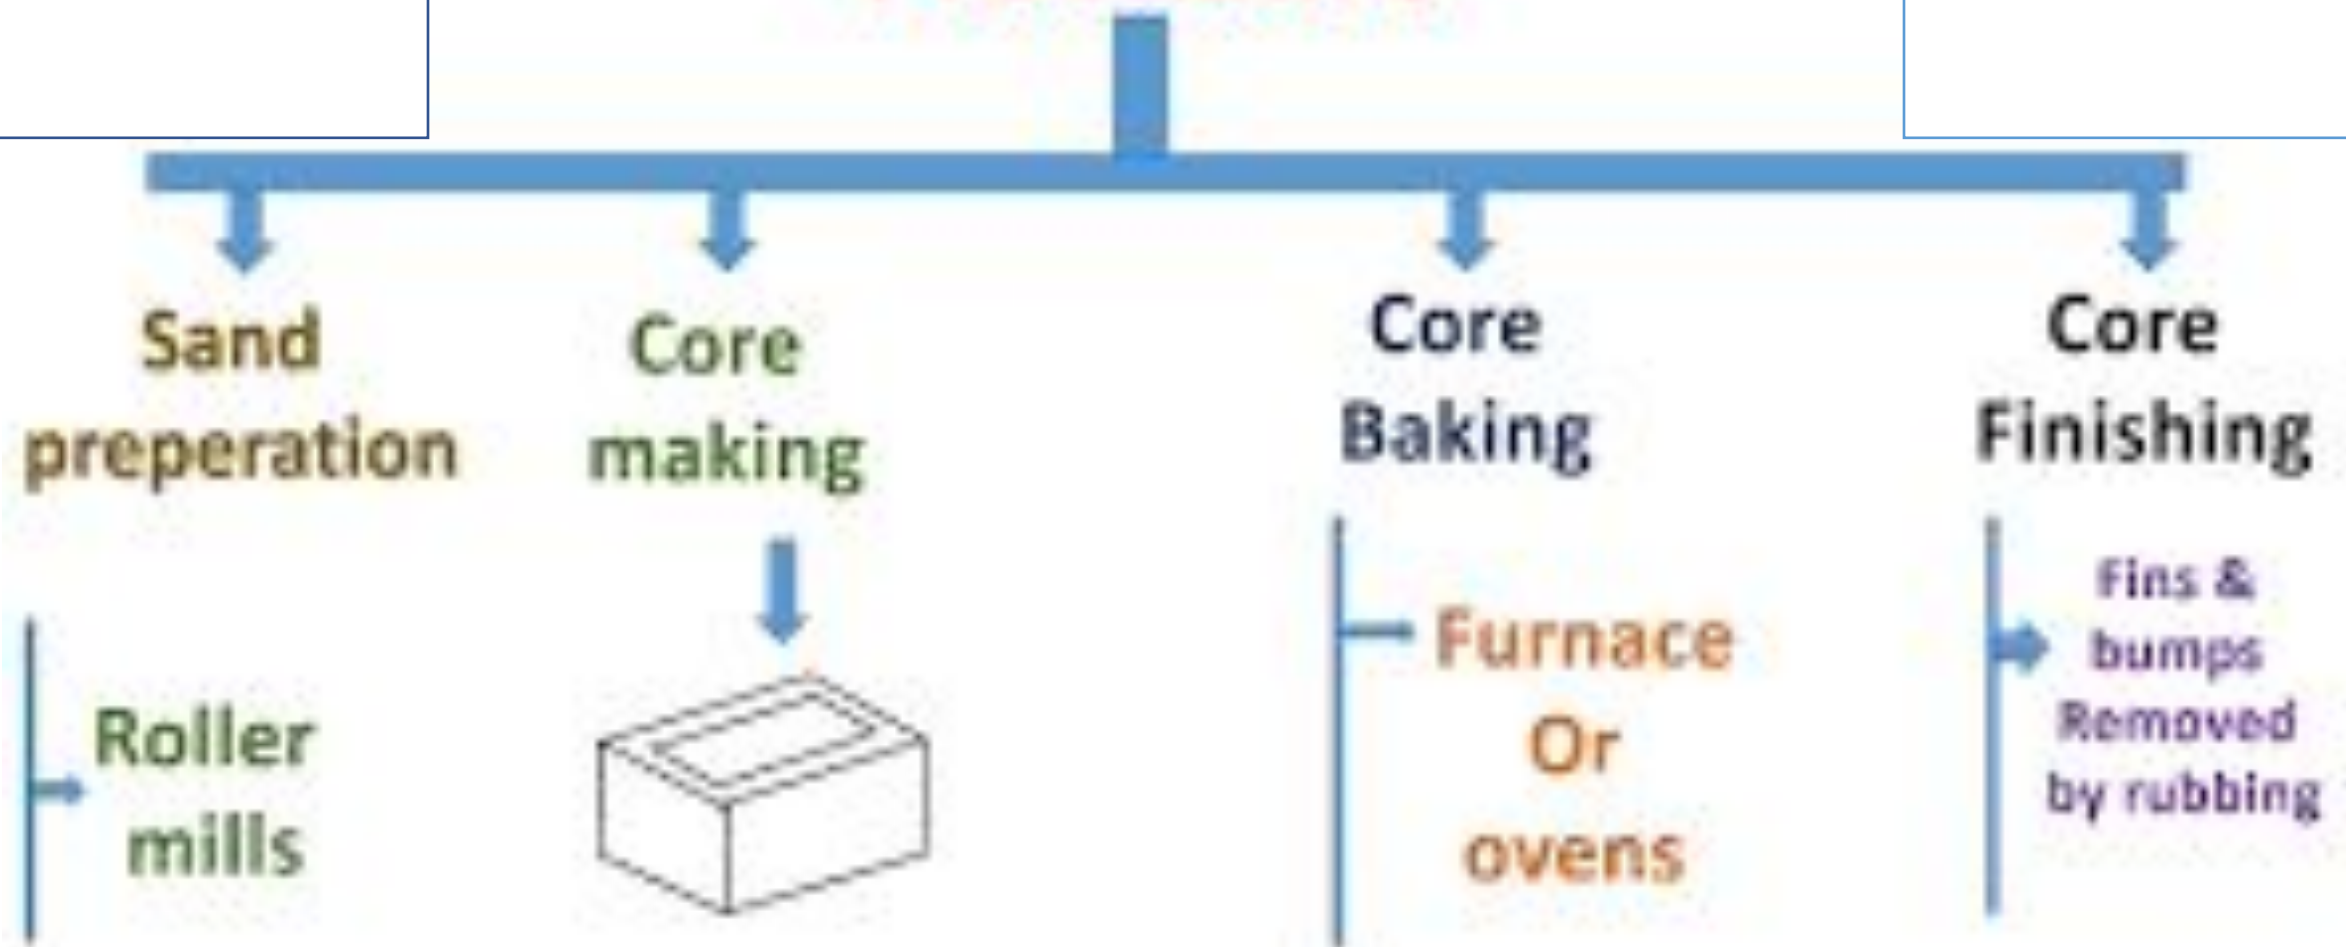 Sand
preperation
Core
making
Core
Baking
Core
Finishing
Roller
mills
Furnace
Or
ovens
Fins &
bumps
Removed
by rubbing